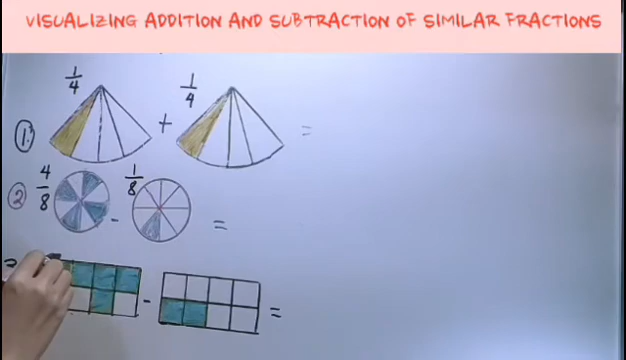 VISUALIZING ADDITION AND SUBTRACTION OF SIMILAR FRACTIONS
1/4 1/4
1. + =
4/8 1/8
2 - =
- =